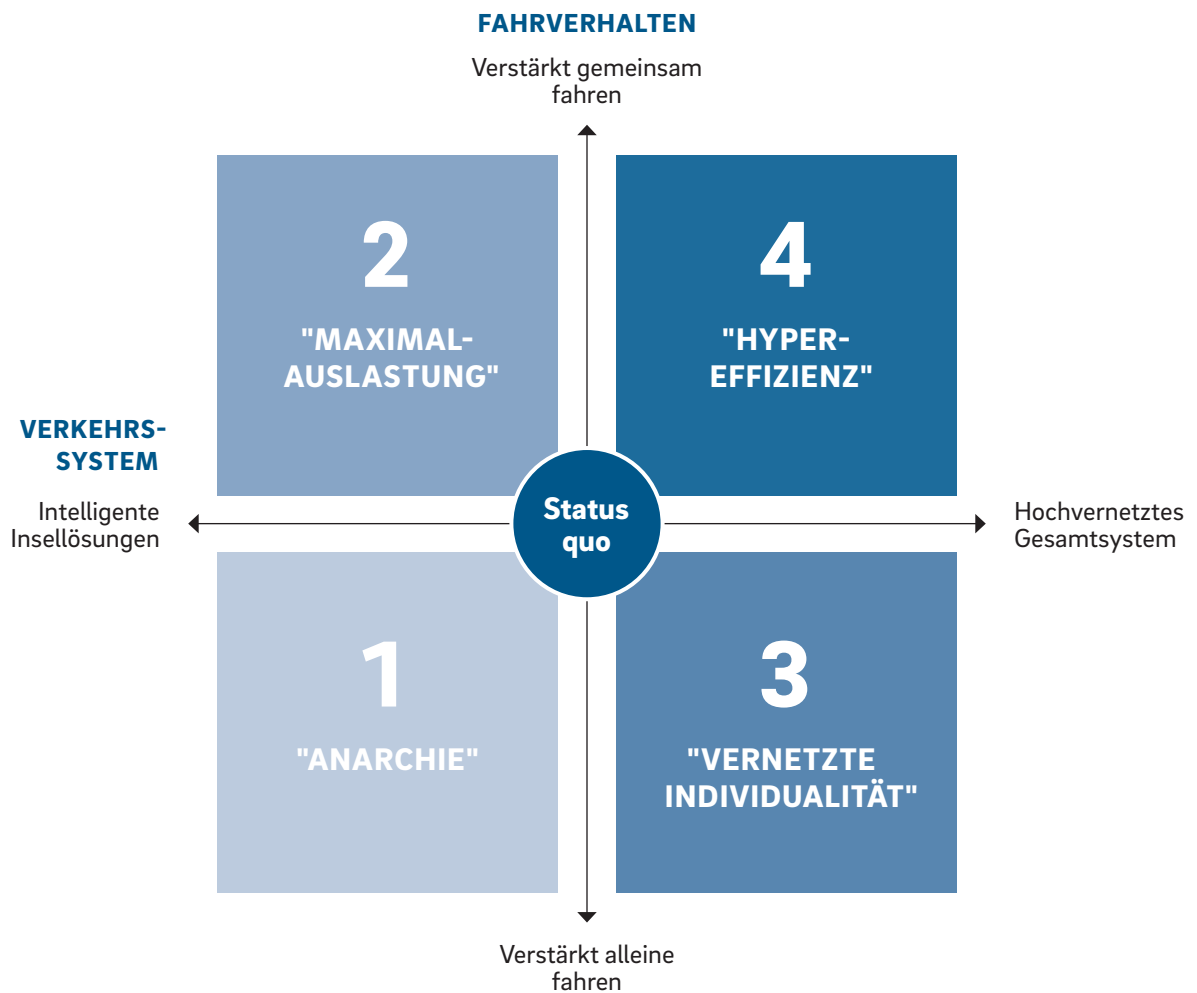 FAHRVERHALTEN
Verstärkt gemeinsam
fahren
2
"MAXIMAL-
AUSLASTUNG"
4
"HYPER-
EFFIZIENZ"
VERKEHRS-
SYSTEM
Intelligente
Insellösungen
Status
quo
Hochvernetztes
Gesamtsystem
1
"ANARCHIE"
3
"VERNETZTE
INDIVIDUALITÄT"
Verstärkt alleine
fahren